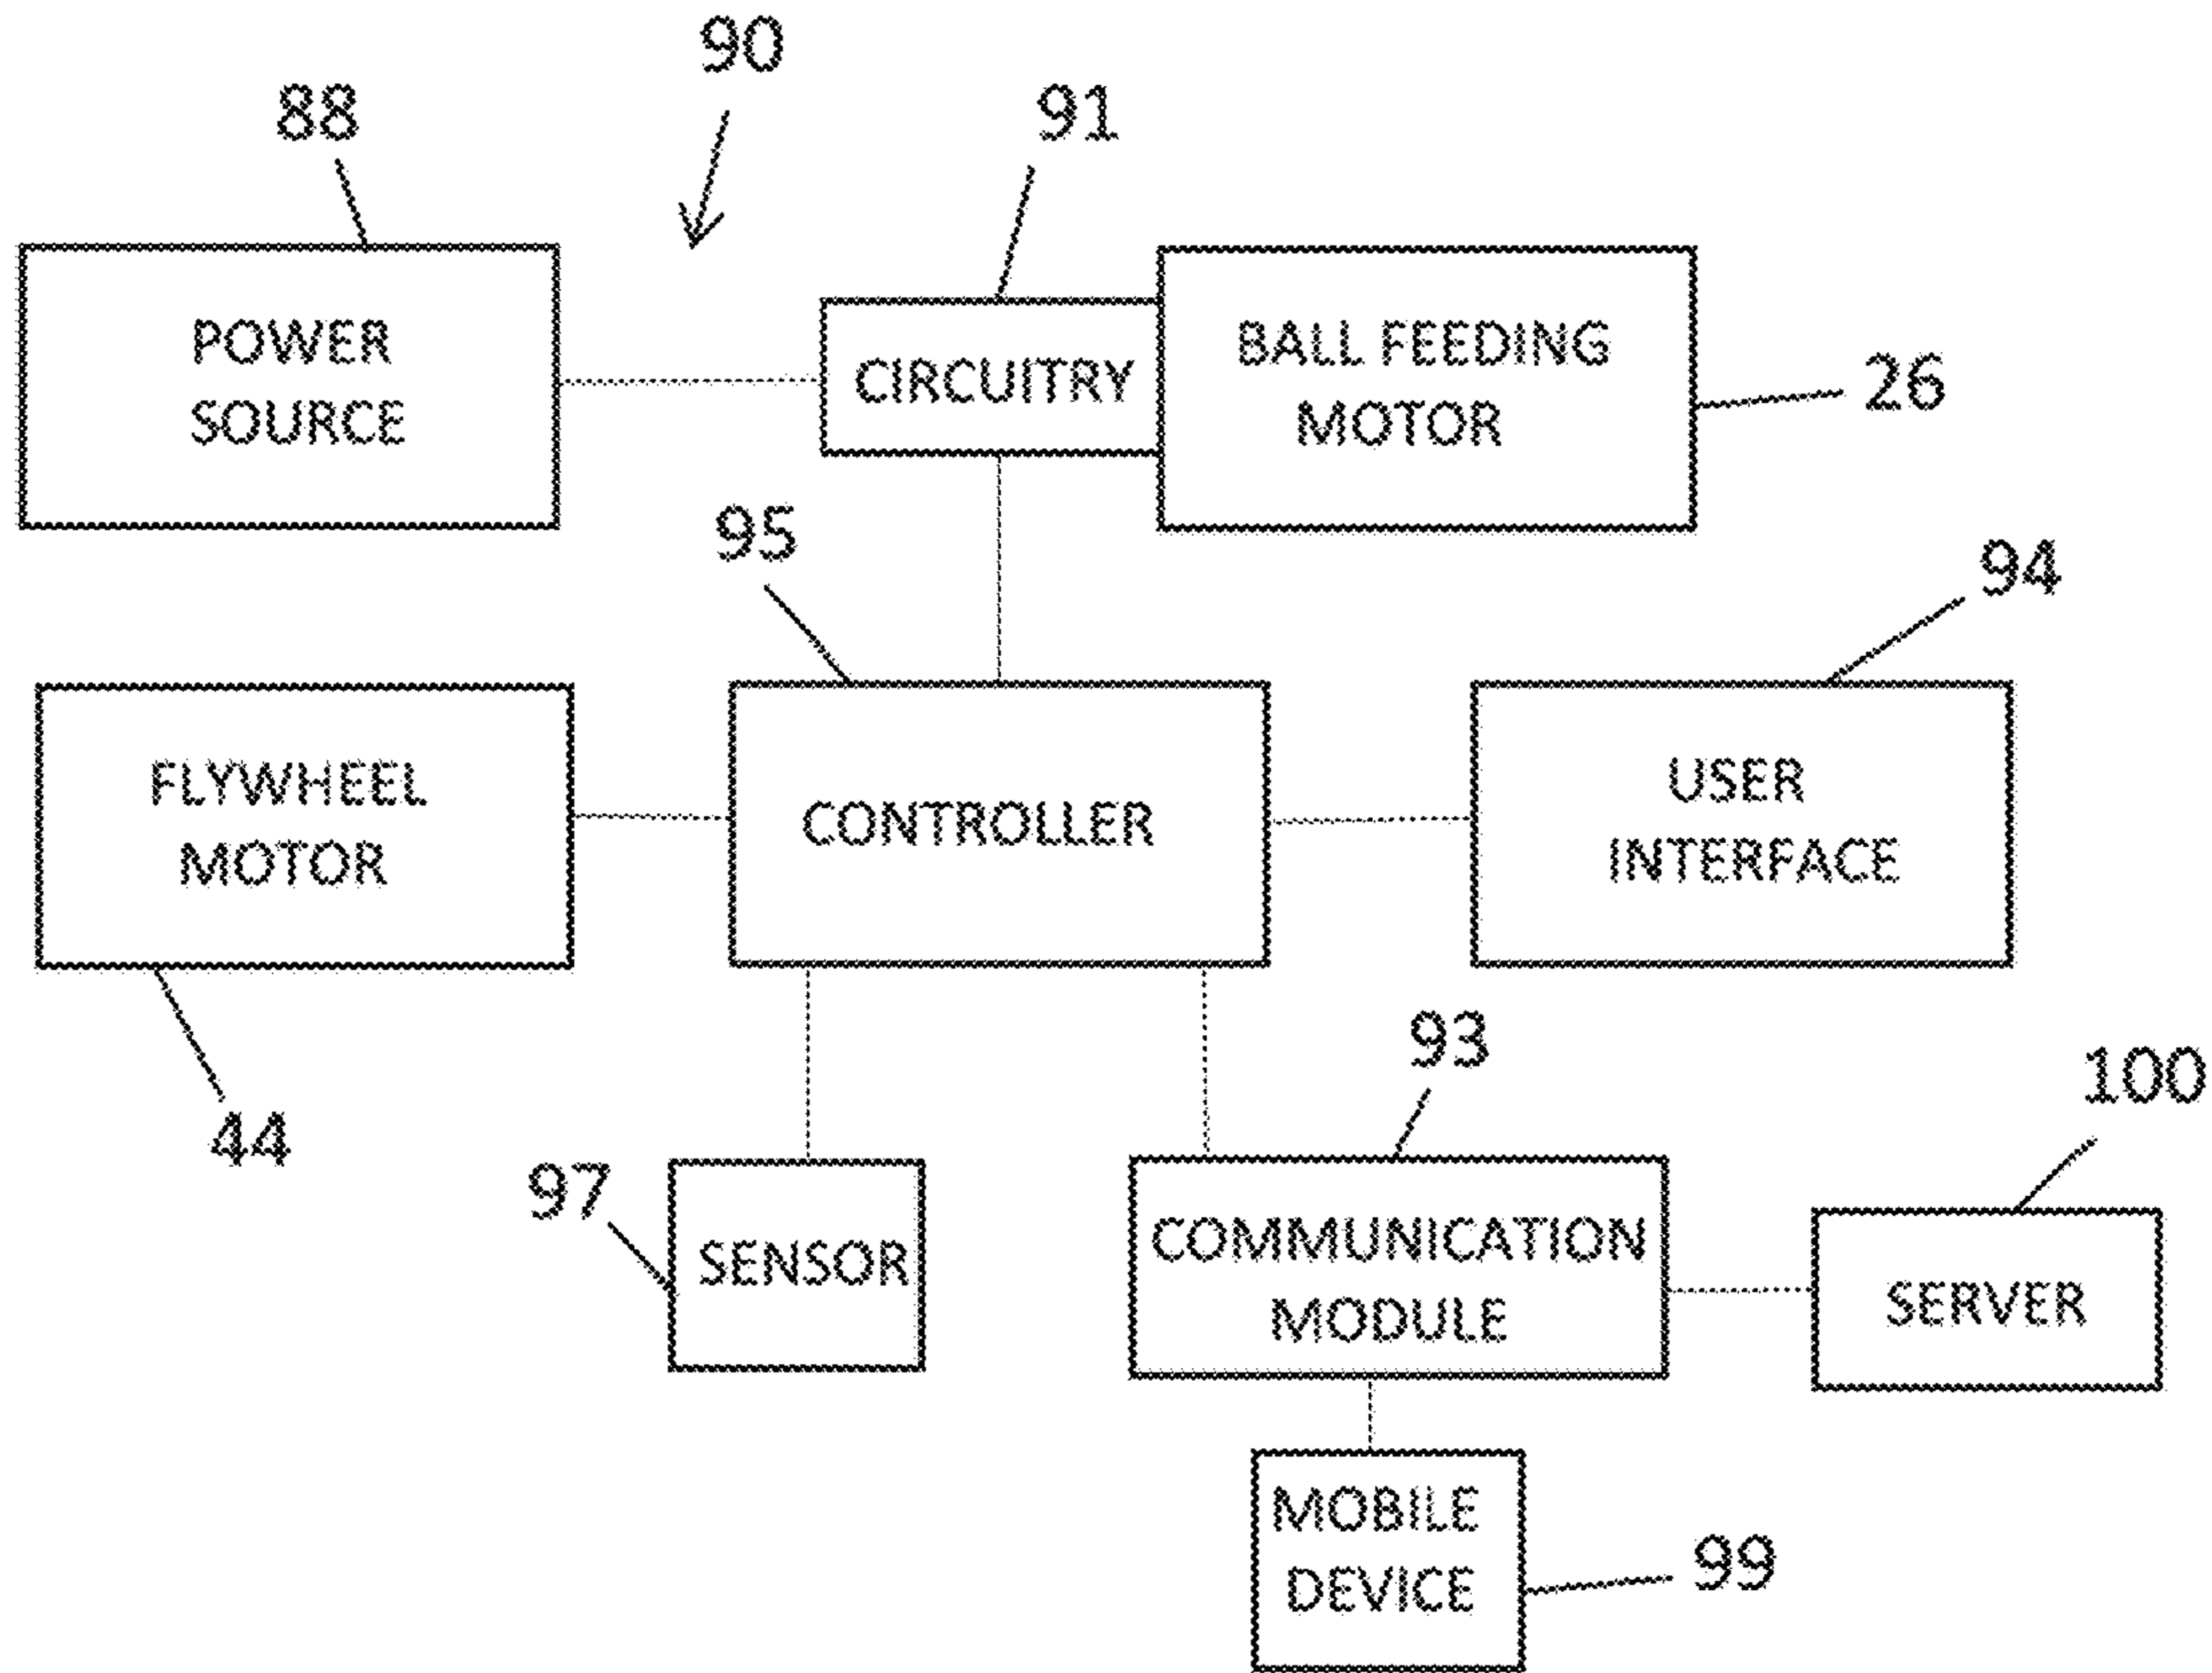 90
88
91
POWER
SOURCE
CIRCUITRY
BALL FEEDING
MOTOR
26
95
94
FLYWHEEL
MOTOR
CONTROLLER
USER
INTERFACE
44
93
100
97
SENSOR
COMMUNICATION
MODULE
SERVER
MOBILE
DEVICE
99